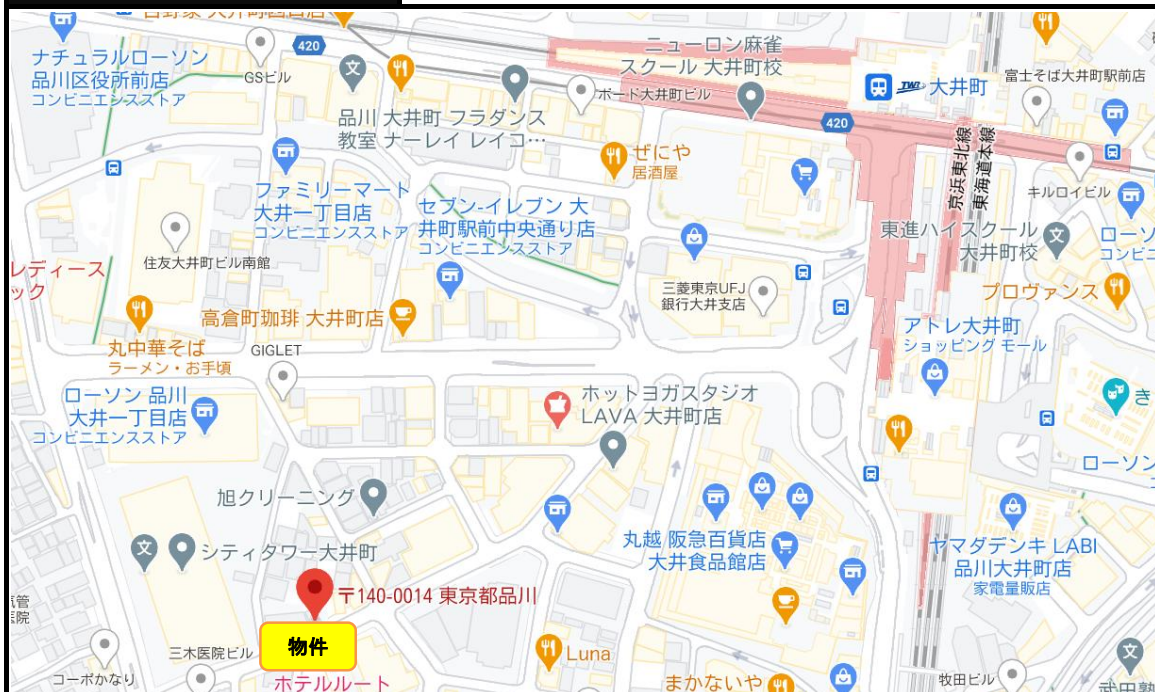 吉野家 大井町西口店
ナチュラルローソン
品川区役所前店
コンビニエンスストア
GSビル
420
品川 大井町 フラダンス
教室 ナーレイ レイコ…
ニューロン麻雀
スクール 大井町校
ボード大井町ビル
420
大井町
富士そば大井町駅前店
ぜにや
居酒屋
ファミリーマート
大井一丁目店
コンビニエンスストア
セブン-イレブン 大
井町駅前中央通り店
コンビニエンスストア
京浜東北線
東海道本線
キルロイビル
東進ハイスクール
大井町校
ローソ
コンビニ
住友大井町ビル南館
レディース
ック
三菱東京UFJ
銀行大井支店
プロヴァンス
高倉町珈琲 大井町店
丸中華そば
ラーメン・お手頃
GIGLET
アトレ大井町
ショッピング モール
ローソン 品川
大井一丁目店
コンビニエンスストア
ホットヨガスタジオ
LAVA 大井町店
き
ローソン
旭クリーニング
シティタワー大井町
丸越 阪急百貨店
大井食品館店
ヤマダデンキ LABI
品川大井町店
家電量販店
〒140-0014 東京都品川
物件
三木医院ビル
コーポかなり
ホテルルート
Luna
まかないや
牧田ビル
武田塾